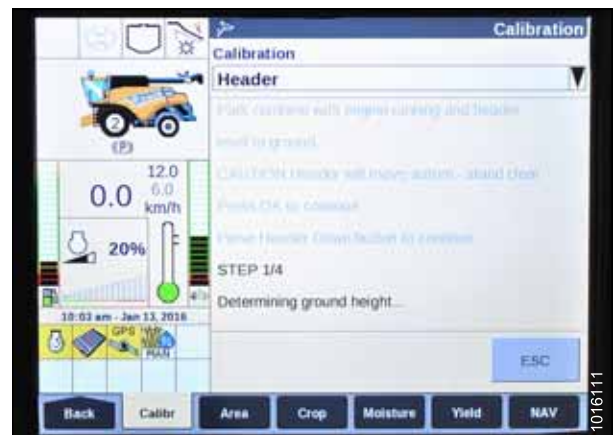 Calibration
Calibration
Header
Park combine with engine running and header
level to ground.
CAUTION Header will move autom.- stand clear
Press OK to continue
Press Header Down Button to continue
STEP 1/4
Determining ground height...
2
(P)
0.0
12.0
6.0
km/h
20%
10:03 am - Jan 13, 2016
GPS
MAN
ESC
Back
Calibr
Area
Crop
Moisture
Yield
NAV
1016111